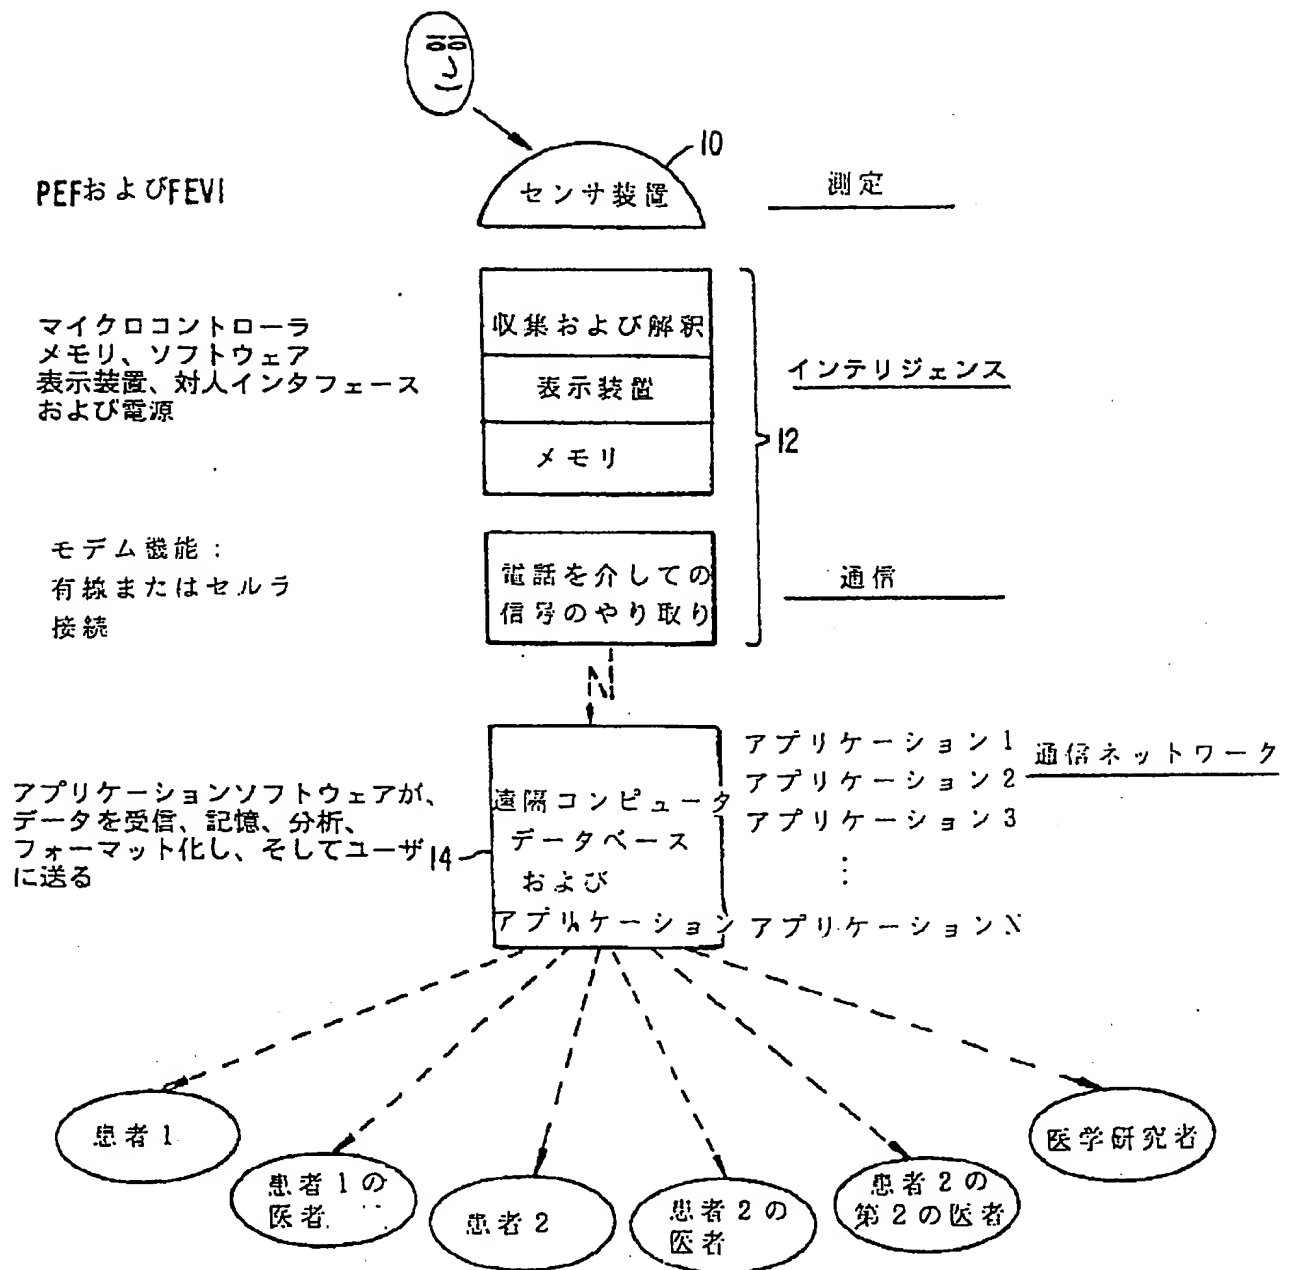 10
PEFおよびFEV1
センサ装置
測定
マイクロコントローラ
メモリ、ソフトウェア
表示装置、対人インタフェース
および電源
収集および解釈
表示装置
メモリ
インテリジェンス
12
モデム機能：
有線またはセルラ
接続
電話を介しての
信号のやり取り
通信
アプリケーションソフトウェアが、
データを受信、記憶、分析、
フォーマット化し、そしてユーザ
に送る
14
遠隔コンピュータ
データベース
および
アプリケーション
アプリケーション1
アプリケーション2
アプリケーション3
⋮
アプリケーションN
通信ネットワーク
患者1
患者1の
医者
患者2
患者2の
医者
患者2の
第2の医者
医学研究者